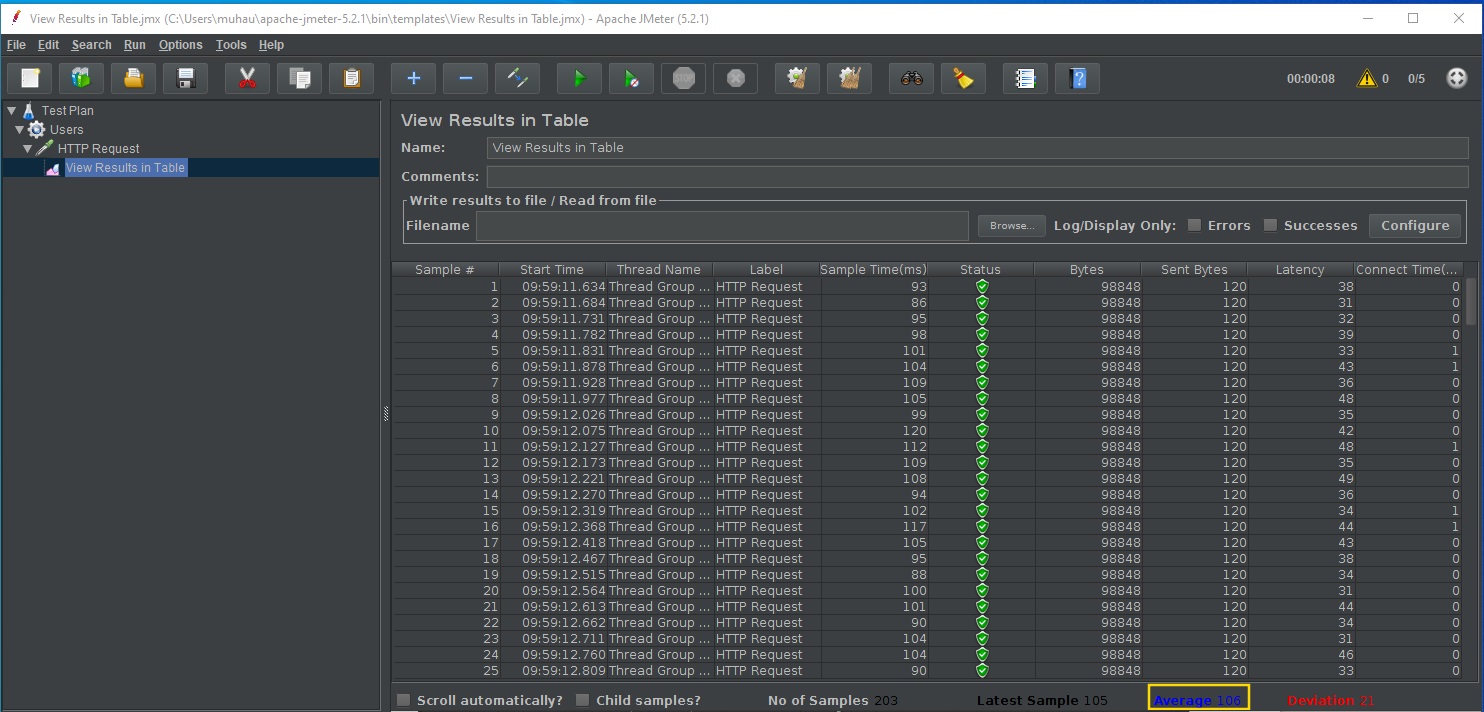 View Results in Table.jmx (C:\Users\muhau\apache-jmeter-5.2.1\bin\templates\View Results in Table.jmx) - Apache JMeter (5.2.1)
File Edit Search Run Options Tools Help
STOP 00:00:08 0 0/5
Test Plan
Users
HTTP Request
View Results in Table
View Results in Table
Name: View Results in Table
Comments:
Write results to file / Read from file
Filename Browse... Log/Display Only: Errors Successes Configure
Sample # Start Time Thread Name Label Sample Time(ms) Status Bytes Sent Bytes Latency Connect Time(...
1 09:59:11.634 Thread Group ... HTTP Request 93 98848 120 38 0
2 09:59:11.684 Thread Group ... HTTP Request 86 98848 120 31 0
3 09:59:11.731 Thread Group ... HTTP Request 95 98848 120 32 0
4 09:59:11.782 Thread Group ... HTTP Request 98 98848 120 39 0
5 09:59:11.831 Thread Group ... HTTP Request 101 98848 120 33 1
6 09:59:11.878 Thread Group ... HTTP Request 104 98848 120 43 1
7 09:59:11.928 Thread Group ... HTTP Request 109 98848 120 36 0
8 09:59:11.977 Thread Group ... HTTP Request 105 98848 120 48 0
9 09:59:12.026 Thread Group ... HTTP Request 99 98848 120 35 0
10 09:59:12.075 Thread Group ... HTTP Request 120 98848 120 42 0
11 09:59:12.127 Thread Group ... HTTP Request 112 98848 120 48 1
12 09:59:12.173 Thread Group ... HTTP Request 109 98848 120 35 0
13 09:59:12.221 Thread Group ... HTTP Request 108 98848 120 49 0
14 09:59:12.270 Thread Group ... HTTP Request 94 98848 120 36 0
15 09:59:12.319 Thread Group ... HTTP Request 102 98848 120 34 1
16 09:59:12.368 Thread Group ... HTTP Request 117 98848 120 44 1
17 09:59:12.418 Thread Group ... HTTP Request 105 98848 120 43 0
18 09:59:12.467 Thread Group ... HTTP Request 95 98848 120 38 0
19 09:59:12.515 Thread Group ... HTTP Request 88 98848 120 34 0
20 09:59:12.564 Thread Group ... HTTP Request 100 98848 120 31 0
21 09:59:12.613 Thread Group ... HTTP Request 101 98848 120 44 0
22 09:59:12.662 Thread Group ... HTTP Request 90 98848 120 34 0
23 09:59:12.711 Thread Group ... HTTP Request 104 98848 120 31 0
24 09:59:12.760 Thread Group ... HTTP Request 104 98848 120 46 0
25 09:59:12.809 Thread Group ... HTTP Request 90 98848 120 33 0
Scroll automatically? Child samples? No of Samples 203 Latest Sample 105 Average 106 Deviation 21